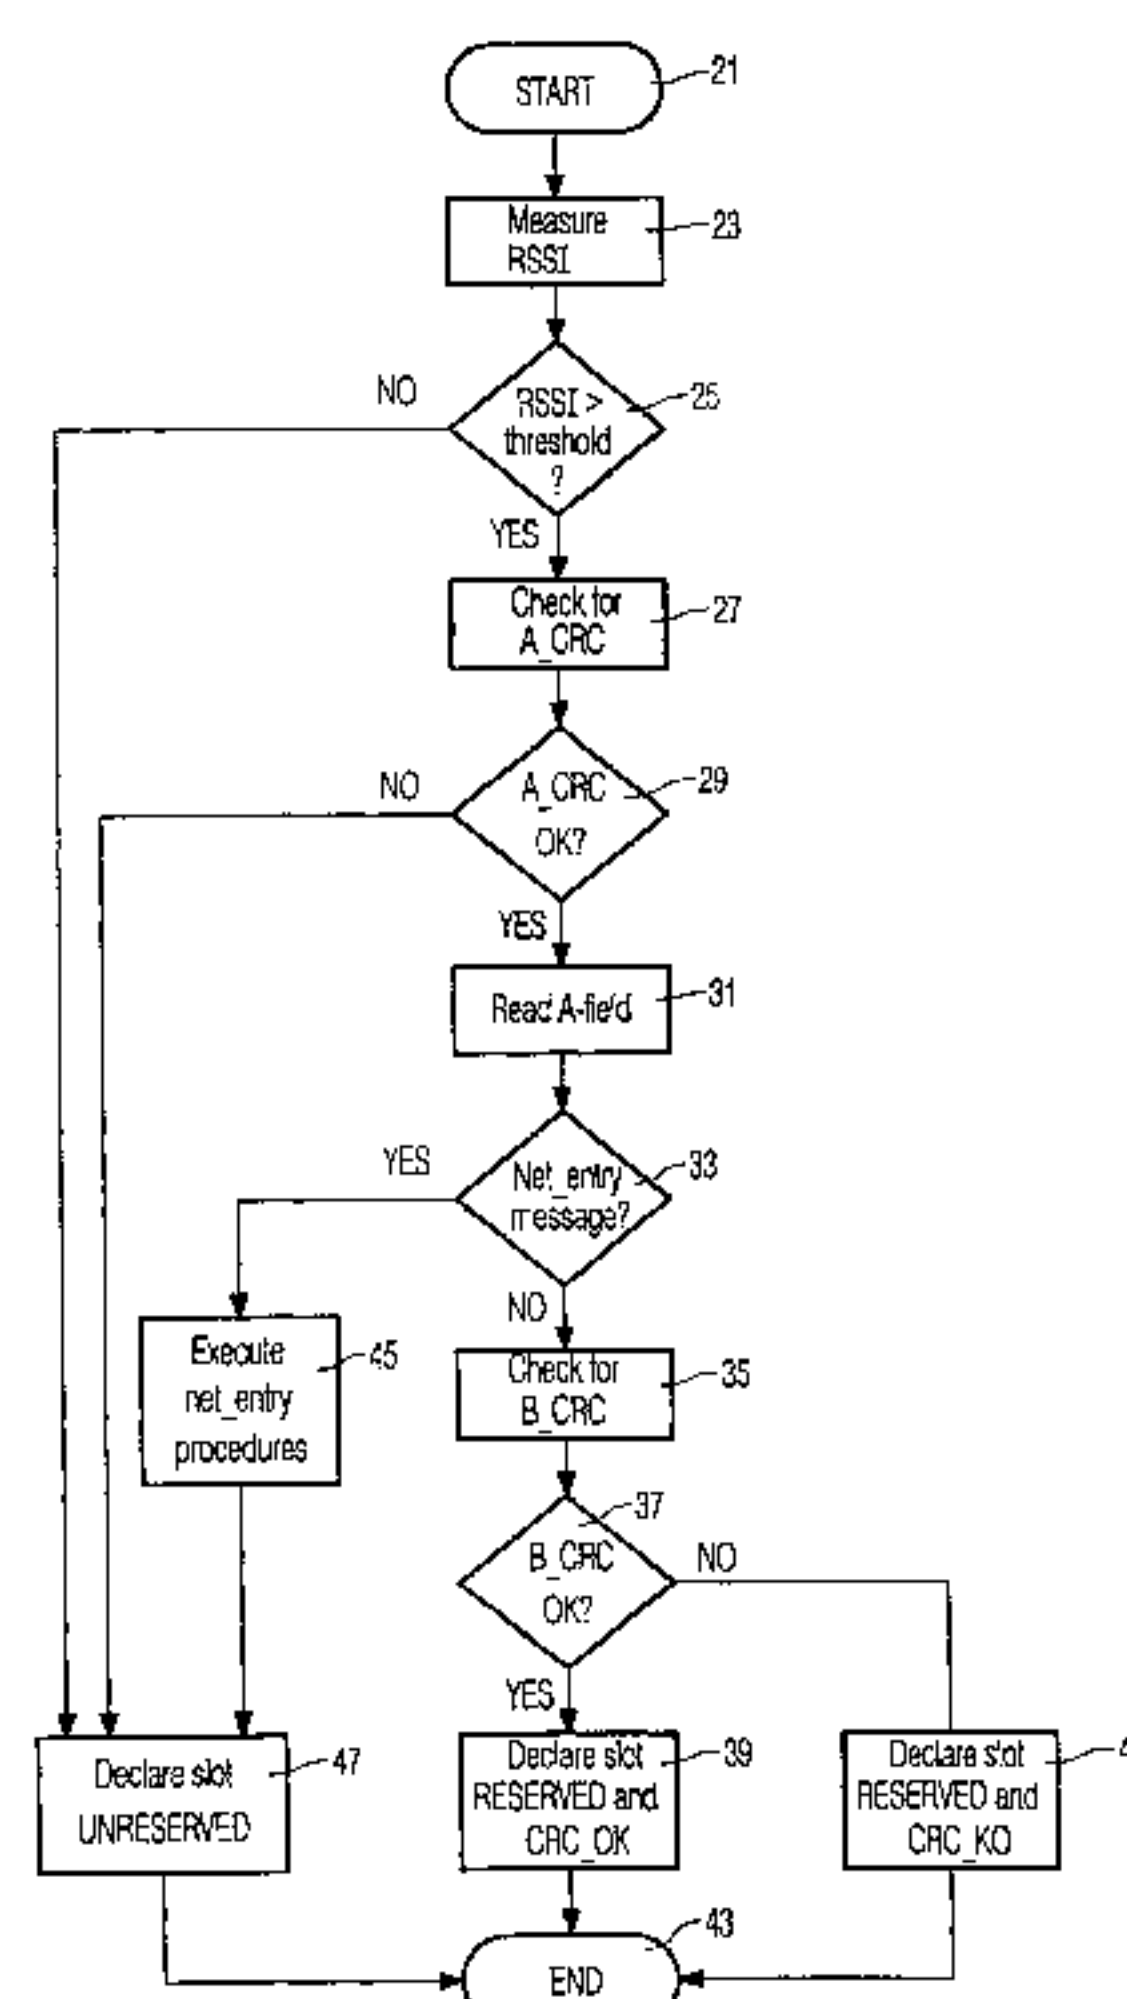 START
21
Measure
RSSI
23
NO
RSSI >
threshold
?
25
YES
Check for
A_CRC
27
NO
A_CRC
OK?
29
YES
Read A-field
31
YES
Net_entry
message?
33
NO
Execute
net_entry
procedures
45
Check for
B_CRC
35
37
B_CRC
OK?
NO
YES
Declare slot
UNRESERVED
47
Declare slot
RESERVED and
CRC_OK
39
Declare slot
RESERVED and
CRC_KO
43
END